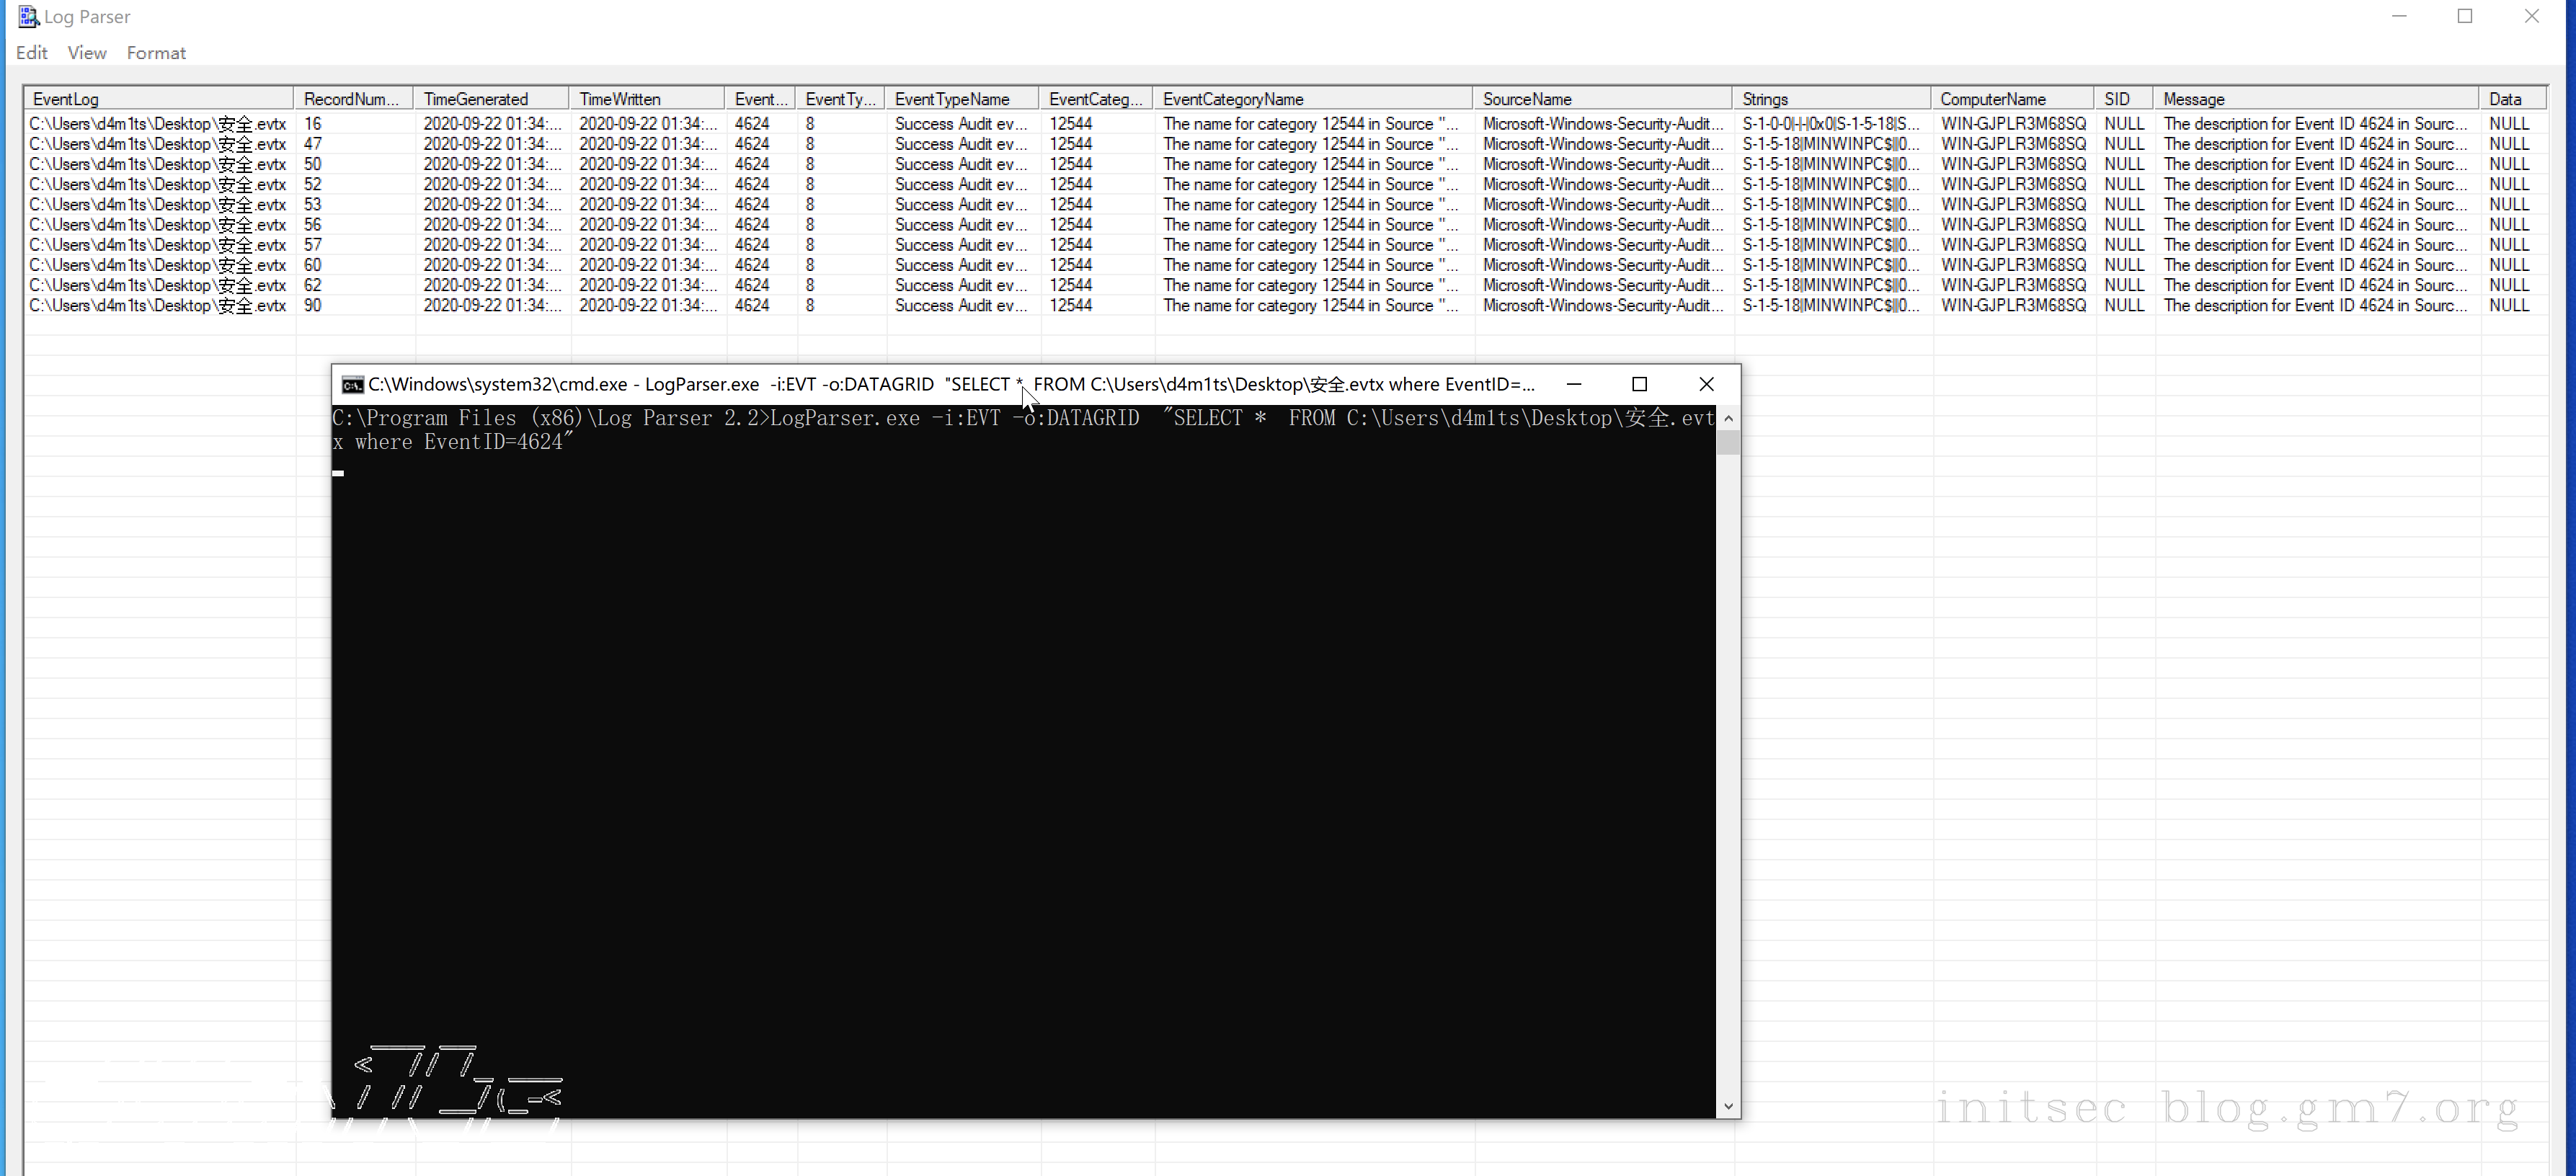 Log Parser
Edit View Format
EventLog RecordNum... TimeGenerated TimeWritten Event... EventTy... EventTypeName EventCateg... EventCategoryName SourceName Strings ComputerName SID Message Data
C:\Users\d4m1ts\Desktop\安全.evtx 16 2020-09-22 01:34:... 2020-09-22 01:34:... 4624 8 Success Audit ev... 12544 The name for category 12544 in Source "... Microsoft-Windows-Security-Audit... S-1-0-0|-|-|0x0|S-1-5-18|S... WIN-GJPLR3M68SQ NULL The description for Event ID 4624 in Sourc... NULL
C:\Users\d4m1ts\Desktop\安全.evtx 47 2020-09-22 01:34:... 2020-09-22 01:34:... 4624 8 Success Audit ev... 12544 The name for category 12544 in Source "... Microsoft-Windows-Security-Audit... S-1-5-18|MINWINPC$||0... WIN-GJPLR3M68SQ NULL The description for Event ID 4624 in Sourc... NULL
C:\Users\d4m1ts\Desktop\安全.evtx 50 2020-09-22 01:34:... 2020-09-22 01:34:... 4624 8 Success Audit ev... 12544 The name for category 12544 in Source "... Microsoft-Windows-Security-Audit... S-1-5-18|MINWINPC$||0... WIN-GJPLR3M68SQ NULL The description for Event ID 4624 in Sourc... NULL
C:\Users\d4m1ts\Desktop\安全.evtx 52 2020-09-22 01:34:... 2020-09-22 01:34:... 4624 8 Success Audit ev... 12544 The name for category 12544 in Source "... Microsoft-Windows-Security-Audit... S-1-5-18|MINWINPC$||0... WIN-GJPLR3M68SQ NULL The description for Event ID 4624 in Sourc... NULL
C:\Users\d4m1ts\Desktop\安全.evtx 53 2020-09-22 01:34:... 2020-09-22 01:34:... 4624 8 Success Audit ev... 12544 The name for category 12544 in Source "... Microsoft-Windows-Security-Audit... S-1-5-18|MINWINPC$||0... WIN-GJPLR3M68SQ NULL The description for Event ID 4624 in Sourc... NULL
C:\Users\d4m1ts\Desktop\安全.evtx 56 2020-09-22 01:34:... 2020-09-22 01:34:... 4624 8 Success Audit ev... 12544 The name for category 12544 in Source "... Microsoft-Windows-Security-Audit... S-1-5-18|MINWINPC$||0... WIN-GJPLR3M68SQ NULL The description for Event ID 4624 in Sourc... NULL
C:\Users\d4m1ts\Desktop\安全.evtx 57 2020-09-22 01:34:... 2020-09-22 01:34:... 4624 8 Success Audit ev... 12544 The name for category 12544 in Source "... Microsoft-Windows-Security-Audit... S-1-5-18|MINWINPC$||0... WIN-GJPLR3M68SQ NULL The description for Event ID 4624 in Sourc... NULL
C:\Users\d4m1ts\Desktop\安全.evtx 60 2020-09-22 01:34:... 2020-09-22 01:34:... 4624 8 Success Audit ev... 12544 The name for category 12544 in Source "... Microsoft-Windows-Security-Audit... S-1-5-18|MINWINPC$||0... WIN-GJPLR3M68SQ NULL The description for Event ID 4624 in Sourc... NULL
C:\Users\d4m1ts\Desktop\安全.evtx 62 2020-09-22 01:34:... 2020-09-22 01:34:... 4624 8 Success Audit ev... 12544 The name for category 12544 in Source "... Microsoft-Windows-Security-Audit... S-1-5-18|MINWINPC$||0... WIN-GJPLR3M68SQ NULL The description for Event ID 4624 in Sourc... NULL
C:\Users\d4m1ts\Desktop\安全.evtx 90 2020-09-22 01:34:... 2020-09-22 01:34:... 4624 8 Success Audit ev... 12544 The name for category 12544 in Source "... Microsoft-Windows-Security-Audit... S-1-5-18|MINWINPC$||0... WIN-GJPLR3M68SQ NULL The description for Event ID 4624 in Sourc... NULL
C:\Windows\system32\cmd.exe - LogParser.exe -i:EVT -o:DATAGRID "SELECT * FROM C:\Users\d4m1ts\Desktop\安全.evtx where EventID=...
C:\Program Files (x86)\Log Parser 2.2>LogParser.exe -i:EVT -o:DATAGRID "SELECT * FROM C:\Users\d4m1ts\Desktop\安全.evt
x where EventID=4624"
initsec blog.gm7.org